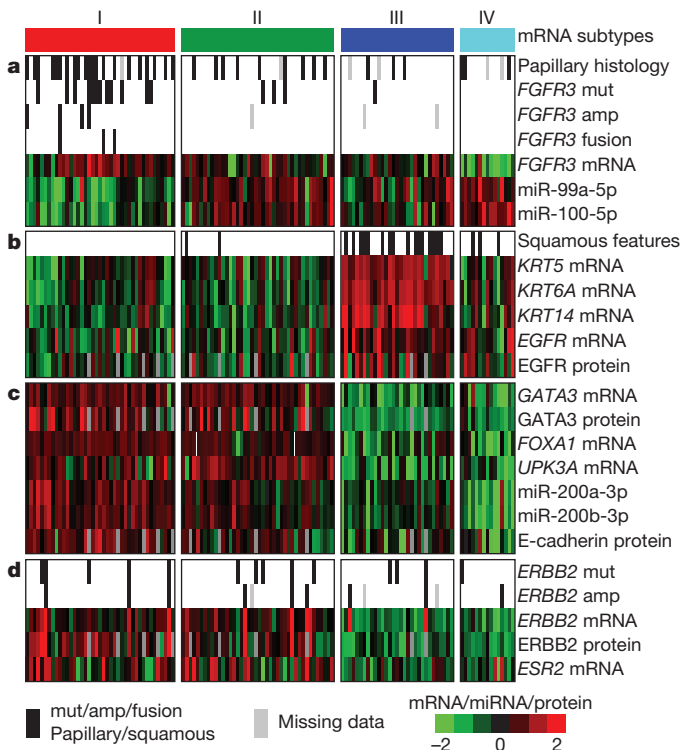 I II III IV
mRNA subtypes
a
Papillary histology
FGFR3 mut
FGFR3 amp
FGFR3 fusion
FGFR3 mRNA
miR-99a-5p
miR-100-5p
b
Squamous features
KRT5 mRNA
KRT6A mRNA
KRT14 mRNA
EGFR mRNA
EGFR protein
c
GATA3 mRNA
GATA3 protein
FOXA1 mRNA
UPK3A mRNA
miR-200a-3p
miR-200b-3p
E-cadherin protein
d
ERBB2 mut
ERBB2 amp
ERBB2 mRNA
ERBB2 protein
ESR2 mRNA
mut/amp/fusion
Papillary/squamous
Missing data
mRNA/miRNA/protein
−2 0 2